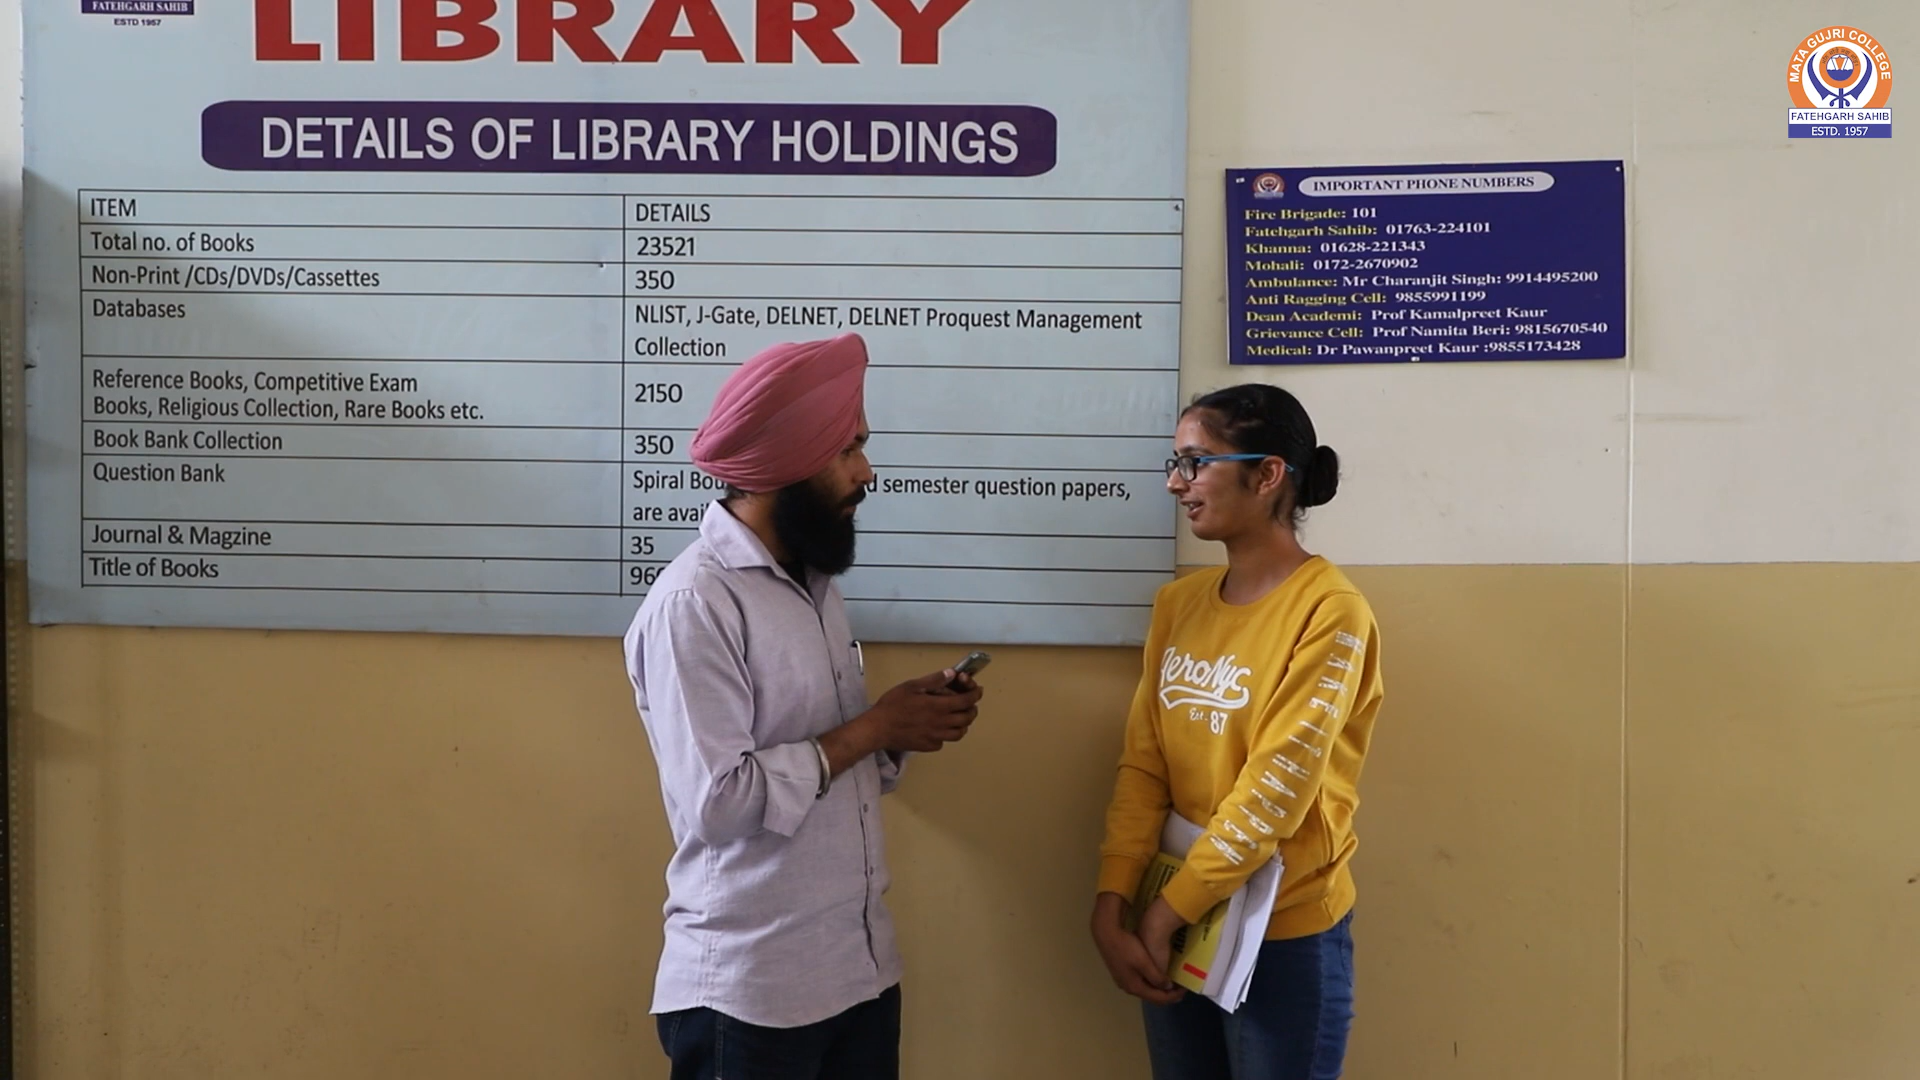 FATEHGARH SAHIB
ESTD 1957
LIBRARY
DETAILS OF LIBRARY HOLDINGS
ITEM DETAILS
Total no. of Books 23521
Non-Print /CDs/DVDs/Cassettes 350
Databases NLIST, J-Gate, DELNET, DELNET Proquest Management
Collection
Reference Books, Competitive Exam
Books, Religious Collection, Rare Books etc. 2150
Book Bank Collection 350
Question Bank Spiral semester question papers,
are
Journal & Magzine 35
Title of Books
IMPORTANT PHONE NUMBERS
Fire Brigade: 101
Fatehgarh Sahib: 01763-224101
Khanna: 01628-221343
Mohali: 0172-2670902
Ambulance: Mr Charanjit Singh: 9914495200
Anti Ragging Cell: 9855991199
Dean Academi: Prof Kamalpreet Kaur
Grievance Cell: Prof Namita Beri: 9815670540
Medical: Dr Pawanpreet Kaur :9855173428
MATA GUJRI COLLEGE
FATEHGARH SAHIB
ESTD. 1957
AeroNyc
Est. 87